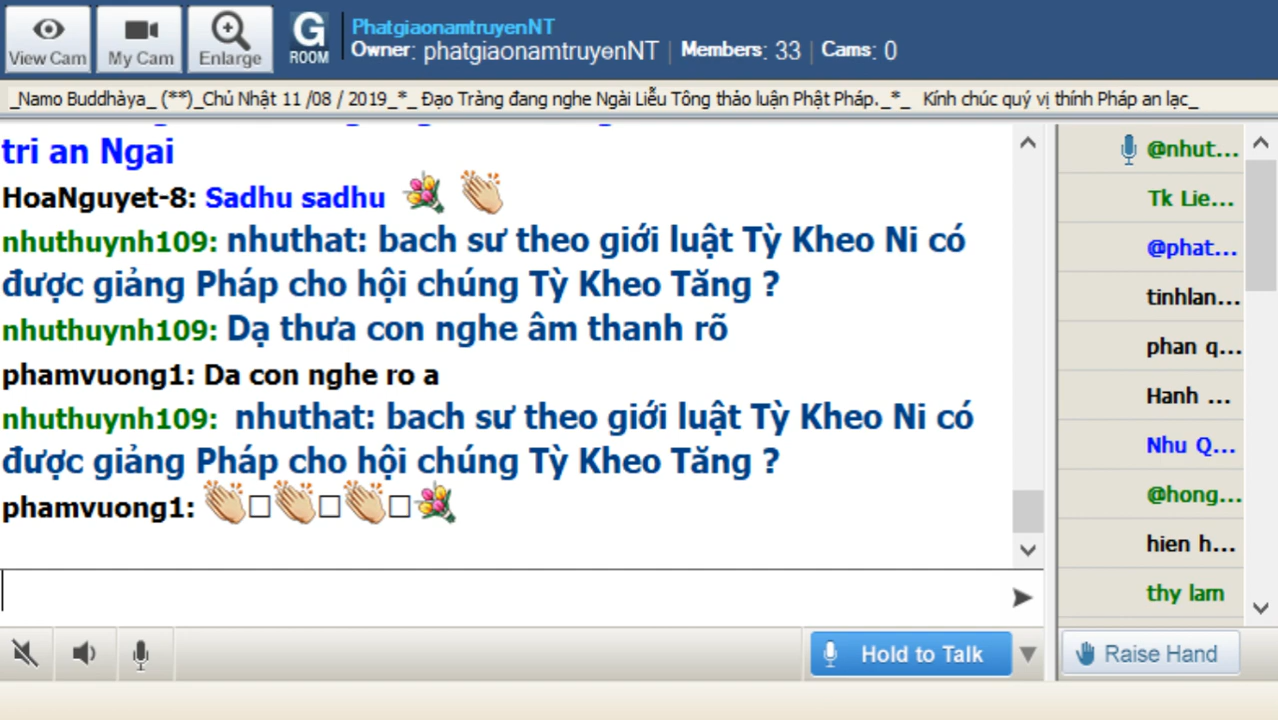 View Cam
My Cam
Enlarge
G
ROOM
PhatgiaonamtruyenNT
Owner: phatgiaonamtruyenNT | Members: 33 | Cams: 0
_Namo Buddhàya_ (**)_Chủ Nhật 11 /08 / 2019_*_ Đạo Tràng đang nghe Ngài Liễu Tông thảo luận Phật Pháp._*_ Kính chúc quý vị thính Pháp an lạc_
tri an Ngai
HoaNguyet-8: Sadhu sadhu
nhuthuynh109: nhuthat: bach sư theo giới luật Tỳ Kheo Ni có
được giảng Pháp cho hội chúng Tỳ Kheo Tăng ?
nhuthuynh109: Dạ thưa con nghe âm thanh rõ
phamvuong1: Da con nghe ro a
nhuthuynh109: nhuthat: bach sư theo giới luật Tỳ Kheo Ni có
được giảng Pháp cho hội chúng Tỳ Kheo Tăng ?
phamvuong1:
@nhut...
Tk Lie...
@phat...
tinhlan...
phan q...
Hanh ...
Nhu Q...
@hong...
hien h...
thy lam
Hold to Talk
Raise Hand